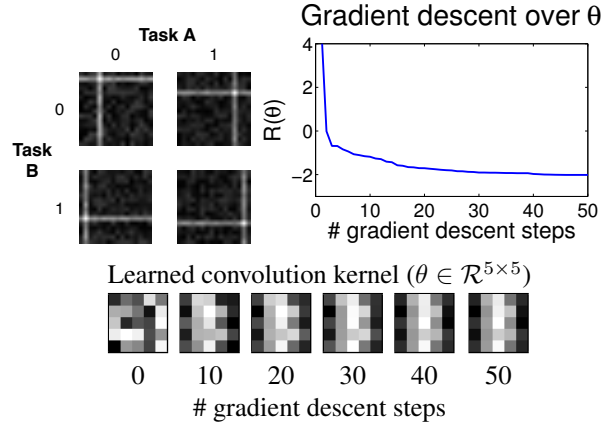 Task A
0 1
0
Task
B
1
Gradient descent over θ
R(θ)
4
2
0
−2
0 10 20 30 40 50
# gradient descent steps
Learned convolution kernel (θ ∈ ℛ^{5×5})
0 10 20 30 40 50
# gradient descent steps